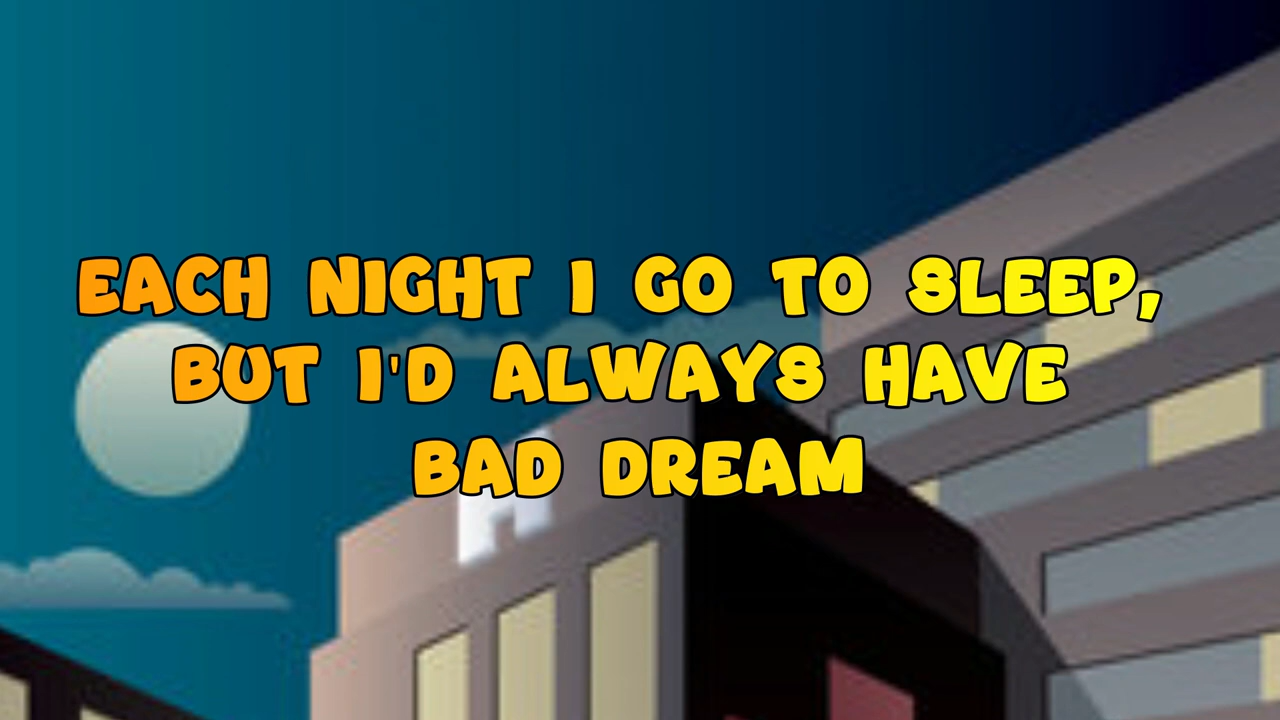 EACH NIGHT I GO TO SLEEP,
BUT I'D ALWAYS HAVE
BAD DREAM
H